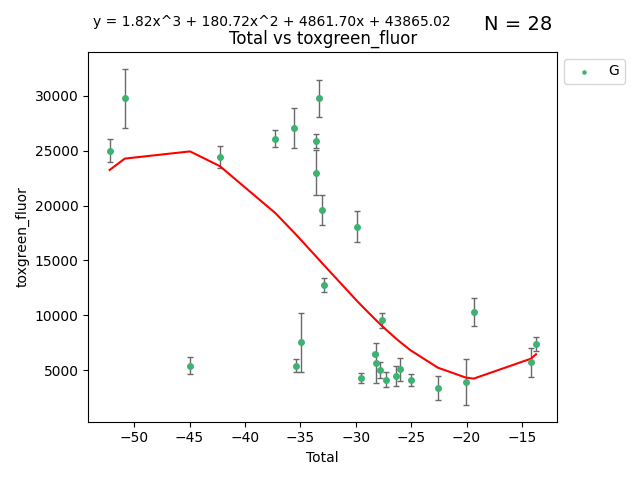 y = 1.82x^3 + 180.72x^2 + 4861.70x + 43865.02
N = 28
Total vs toxgreen_fluor
G
30000
25000
20000
15000
10000
5000
toxgreen_fluor
−50
−45
−40
−35
−30
−25
−20
−15
Total